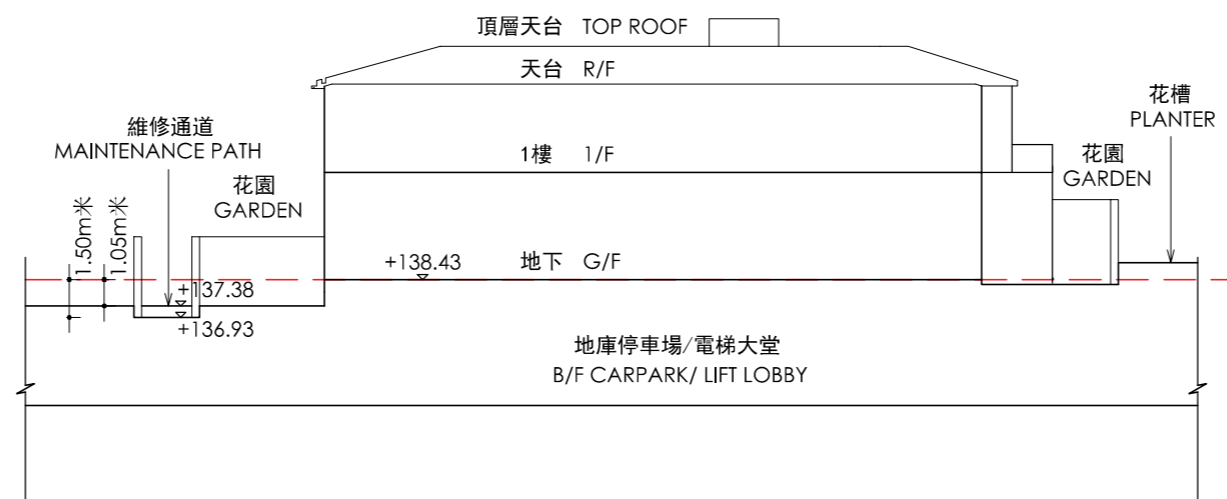 頂層天台 TOP ROOF
天台 R/F
花槽
PLANTER
維修通道
MAINTENANCE PATH
1樓 1/F
花園
GARDEN
花園
GARDEN
1.50m米
1.05m米
+138.43
地下 G/F
+137.38
+136.93
地庫停車場/電梯大堂
B/F CARPARK/ LIFT LOBBY